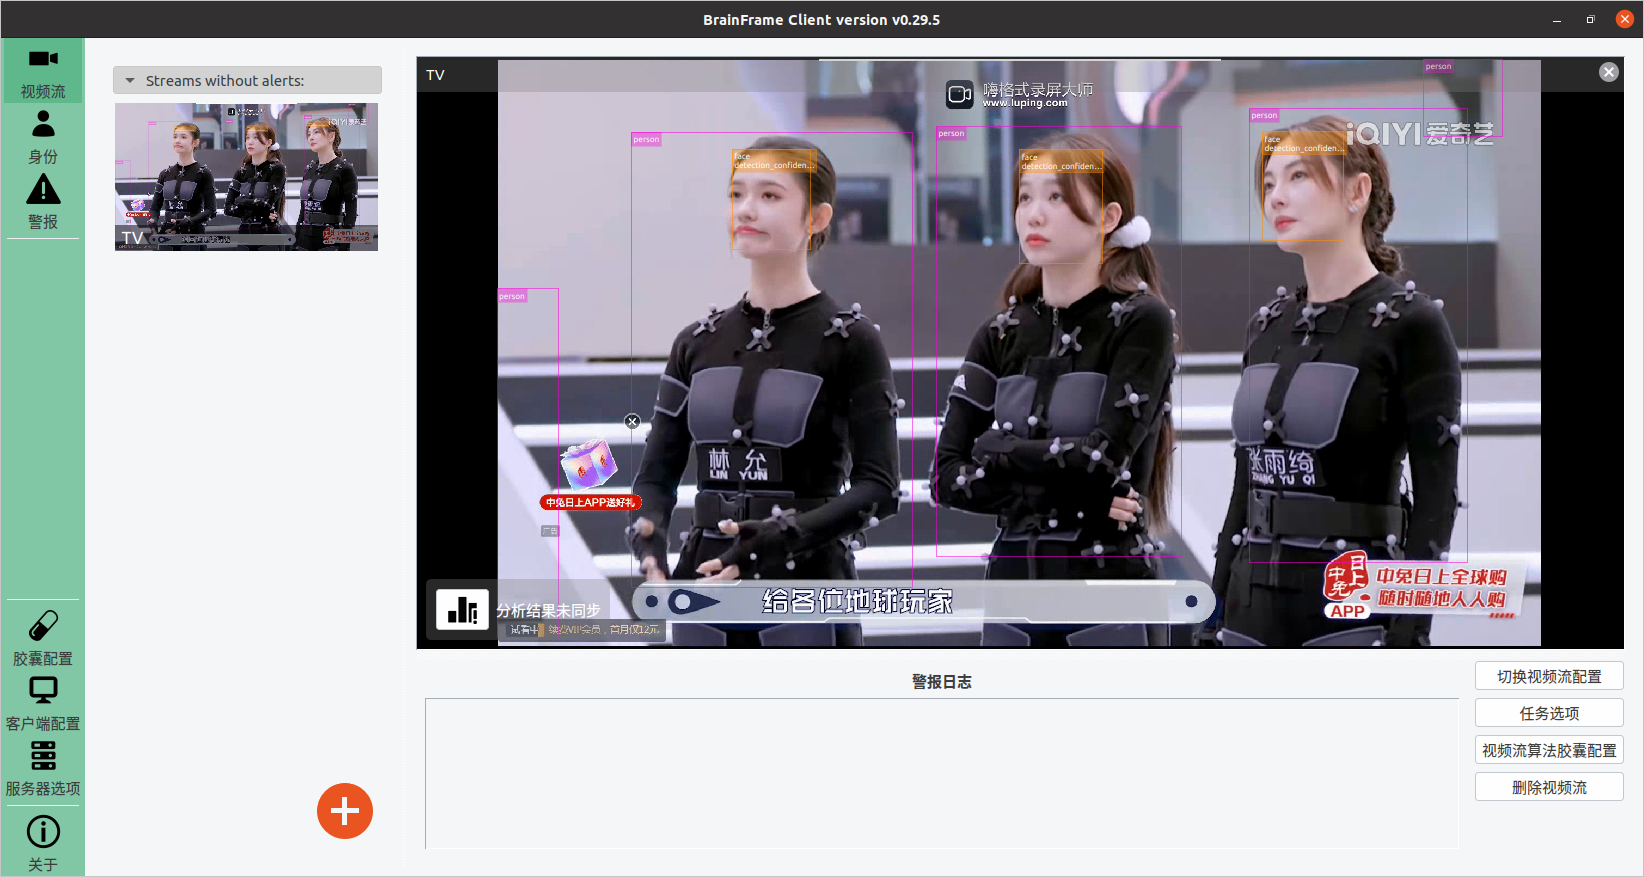 BrainFrame Client version v0.29.5
视频流
身份
警报
胶囊配置
客户端配置
服务器选项
关于
Streams without alerts:
TV
TV
嗨格式录屏大师
www.luping.com
iQIYI 爱奇艺
person
person
person
person
person
face
detection_confiden...
face
detection_confiden...
face
detection_confiden...
林 允
LIN YUN
张雨绮
ZHANG YU QI
中免日上APP送好礼
广告
给各位地球玩家
分析结果未同步
试看中
续费VIP会员，首月仅12元
中免日上
APP
中免日上全球购
随时随地人人购
警报日志
切换视频流配置
任务选项
视频流算法胶囊配置
删除视频流